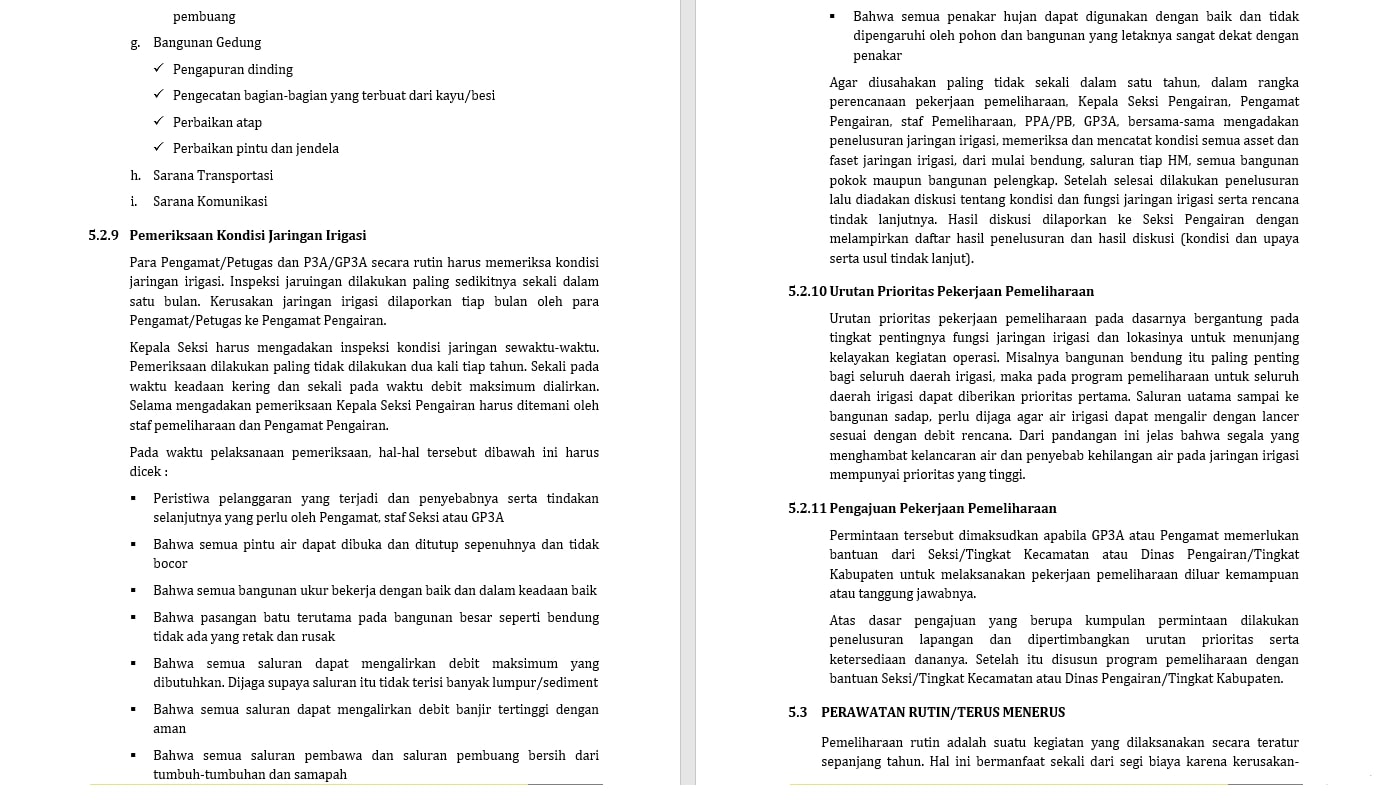 pembuang
g. Bangunan Gedung
✓ Pengapuran dinding
✓ Pengecatan bagian-bagian yang terbuat dari kayu/besi
✓ Perbaikan atap
✓ Perbaikan pintu dan jendela
h. Sarana Transportasi
i. Sarana Komunikasi
5.2.9 Pemeriksaan Kondisi Jaringan Irigasi
Para Pengamat/Petugas dan P3A/GP3A secara rutin harus memeriksa kondisi
jaringan irigasi. Inspeksi jaruingan dilakukan paling sedikitnya sekali dalam
satu bulan. Kerusakan jaringan irigasi dilaporkan tiap bulan oleh para
Pengamat/Petugas ke Pengamat Pengairan.
Kepala Seksi harus mengadakan inspeksi kondisi jaringan sewaktu-waktu.
Pemeriksaan dilakukan paling tidak dilakukan dua kali tiap tahun. Sekali pada
waktu keadaan kering dan sekali pada waktu debit maksimum dialirkan.
Selama mengadakan pemeriksaan Kepala Seksi Pengairan harus ditemani oleh
staf pemeliharaan dan Pengamat Pengairan.
Pada waktu pelaksanaan pemeriksaan, hal-hal tersebut dibawah ini harus
dicek :
▪ Peristiwa pelanggaran yang terjadi dan penyebabnya serta tindakan
selanjutnya yang perlu oleh Pengamat, staf Seksi atau GP3A
▪ Bahwa semua pintu air dapat dibuka dan ditutup sepenuhnya dan tidak
bocor
▪ Bahwa semua bangunan ukur bekerja dengan baik dan dalam keadaan baik
▪ Bahwa pasangan batu terutama pada bangunan besar seperti bendung
tidak ada yang retak dan rusak
▪ Bahwa semua saluran dapat mengalirkan debit maksimum yang
dibutuhkan. Dijaga supaya saluran itu tidak terisi banyak lumpur/sediment
▪ Bahwa semua saluran dapat mengalirkan debit banjir tertinggi dengan
aman
▪ Bahwa semua saluran pembawa dan saluran pembuang bersih dari
tumbuh-tumbuhan dan samapah
▪ Bahwa semua penakar hujan dapat digunakan dengan baik dan tidak
dipengaruhi oleh pohon dan bangunan yang letaknya sangat dekat dengan
penakar
Agar diusahakan paling tidak sekali dalam satu tahun, dalam rangka
perencanaan pekerjaan pemeliharaan, Kepala Seksi Pengairan, Pengamat
Pengairan, staf Pemeliharaan, PPA/PB, GP3A, bersama-sama mengadakan
penelusuran jaringan irigasi, memeriksa dan mencatat kondisi semua asset dan
faset jaringan irigasi, dari mulai bendung, saluran tiap HM, semua bangunan
pokok maupun bangunan pelengkap. Setelah selesai dilakukan penelusuran
lalu diadakan diskusi tentang kondisi dan fungsi jaringan irigasi serta rencana
tindak lanjutnya. Hasil diskusi dilaporkan ke Seksi Pengairan dengan
melampirkan daftar hasil penelusuran dan hasil diskusi (kondisi dan upaya
serta usul tindak lanjut).
5.2.10 Urutan Prioritas Pekerjaan Pemeliharaan
Urutan prioritas pekerjaan pemeliharaan pada dasarnya bergantung pada
tingkat pentingnya fungsi jaringan irigasi dan lokasinya untuk menunjang
kelayakan kegiatan operasi. Misalnya bangunan bendung itu paling penting
bagi seluruh daerah irigasi, maka pada program pemeliharaan untuk seluruh
daerah irigasi dapat diberikan prioritas pertama. Saluran uatama sampai ke
bangunan sadap, perlu dijaga agar air irigasi dapat mengalir dengan lancer
sesuai dengan debit rencana. Dari pandangan ini jelas bahwa segala yang
menghambat kelancaran air dan penyebab kehilangan air pada jaringan irigasi
mempunyai prioritas yang tinggi.
5.2.11 Pengajuan Pekerjaan Pemeliharaan
Permintaan tersebut dimaksudkan apabila GP3A atau Pengamat memerlukan
bantuan dari Seksi/Tingkat Kecamatan atau Dinas Pengairan/Tingkat
Kabupaten untuk melaksanakan pekerjaan pemeliharaan diluar kemampuan
atau tanggung jawabnya.
Atas dasar pengajuan yang berupa kumpulan permintaan dilakukan
penelusuran lapangan dan dipertimbangkan urutan prioritas serta
ketersediaan dananya. Setelah itu disusun program pemeliharaan dengan
bantuan Seksi/Tingkat Kecamatan atau Dinas Pengairan/Tingkat Kabupaten.
5.3 PERAWATAN RUTIN/TERUS MENERUS
Pemeliharaan rutin adalah suatu kegiatan yang dilaksanakan secara teratur
sepanjang tahun. Hal ini bermanfaat sekali dari segi biaya karena kerusakan-